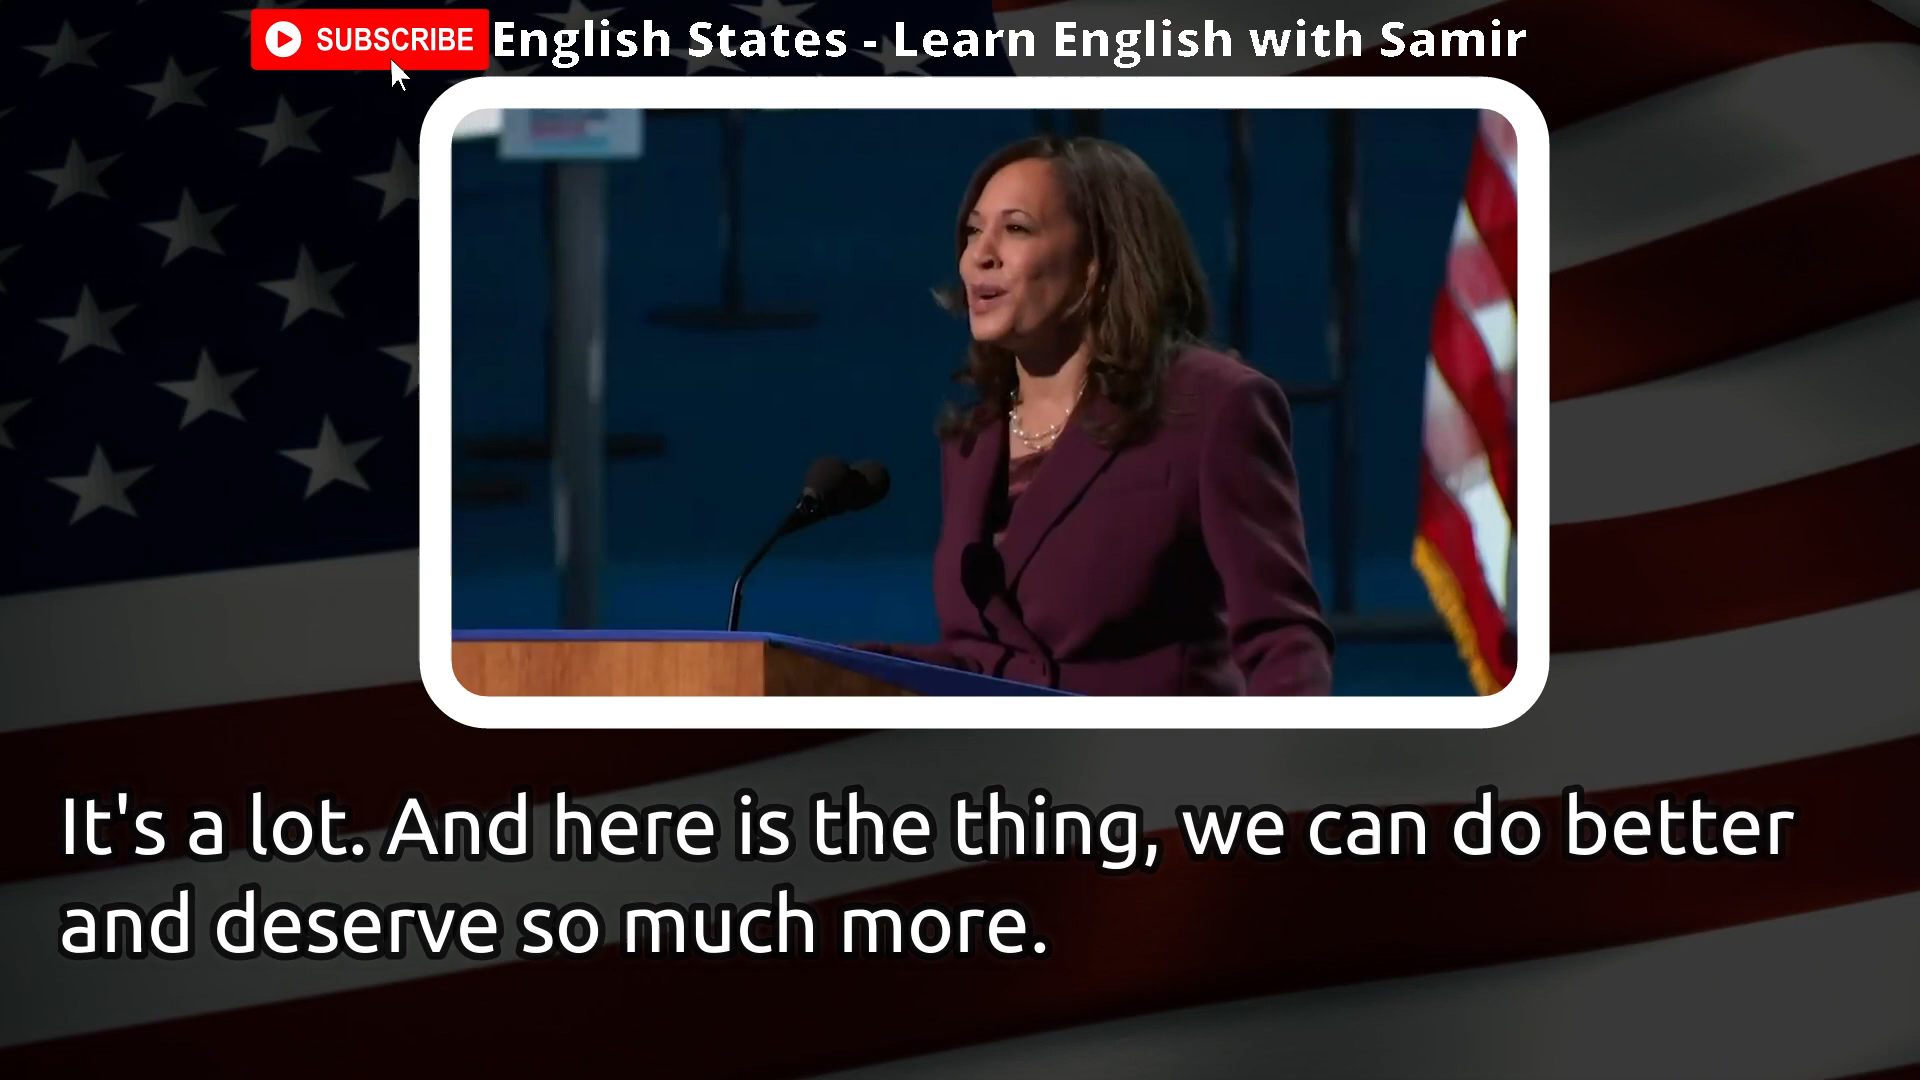 SUBSCRIBE English States - Learn English with Samir
It's a lot. And here is the thing, we can do better
and deserve so much more.